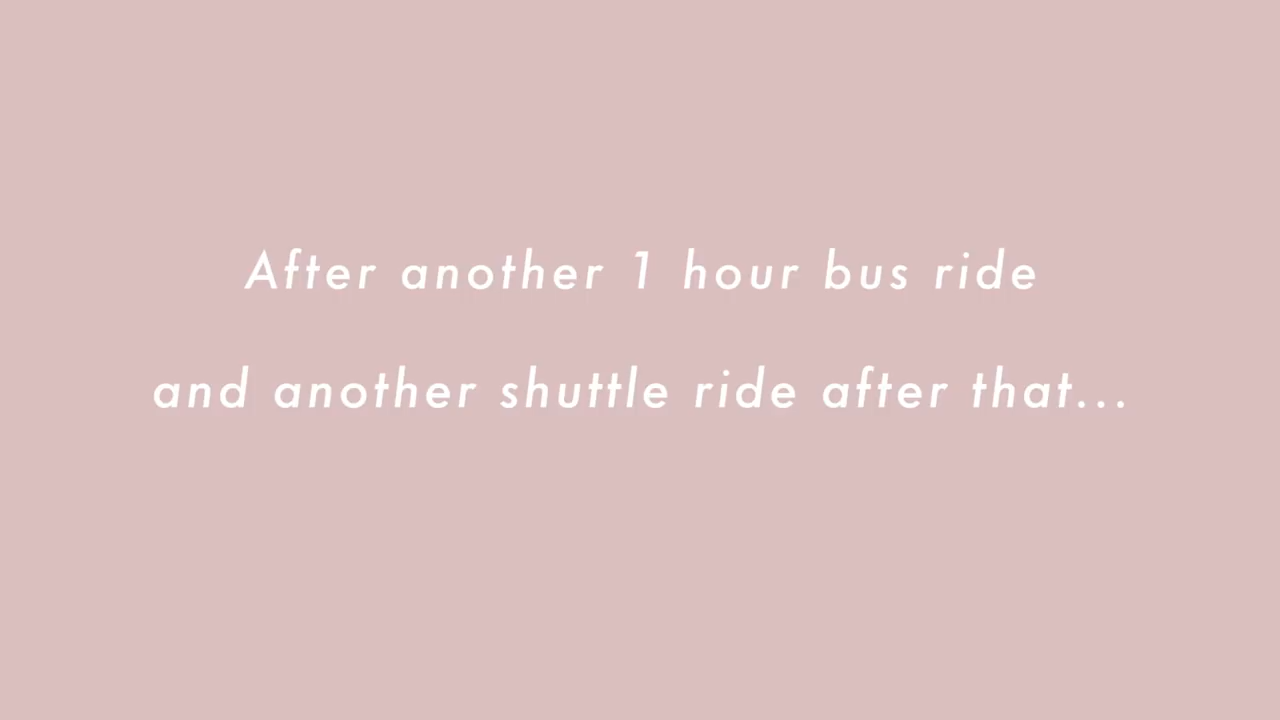 After another 1 hour bus ride
and another shuttle ride after that...